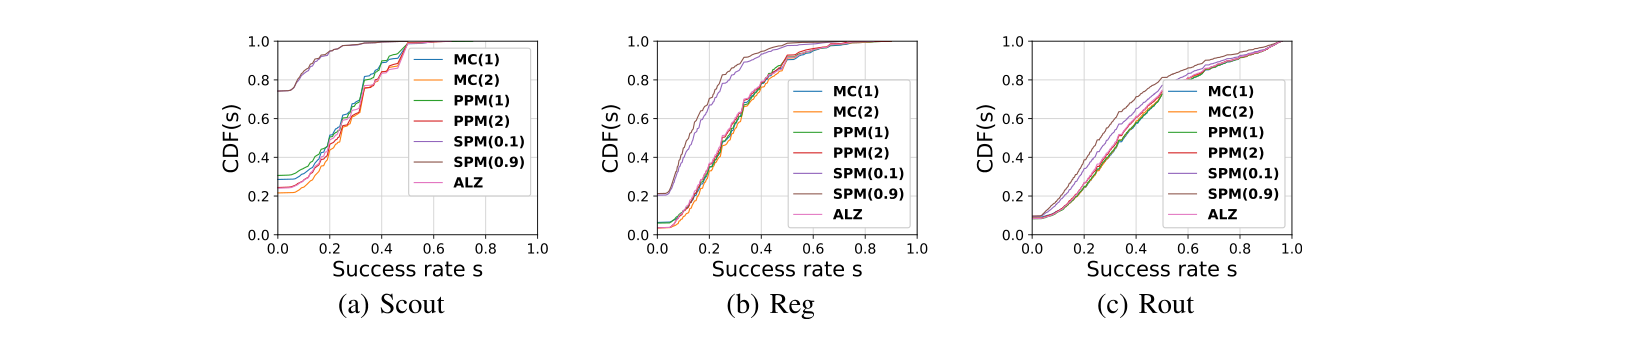 1.0
0.8
0.6
0.4
0.2
0.0
CDF(s)
0.0 0.2 0.4 0.6 0.8 1.0
Success rate s
MC(1)
MC(2)
PPM(1)
PPM(2)
SPM(0.1)
SPM(0.9)
ALZ
(a) Scout
1.0
0.8
0.6
0.4
0.2
0.0
CDF(s)
0.0 0.2 0.4 0.6 0.8 1.0
Success rate s
MC(1)
MC(2)
PPM(1)
PPM(2)
SPM(0.1)
SPM(0.9)
ALZ
(b) Reg
1.0
0.8
0.6
0.4
0.2
0.0
CDF(s)
0.0 0.2 0.4 0.6 0.8 1.0
Success rate s
MC(1)
MC(2)
PPM(1)
PPM(2)
SPM(0.1)
SPM(0.9)
ALZ
(c) Rout